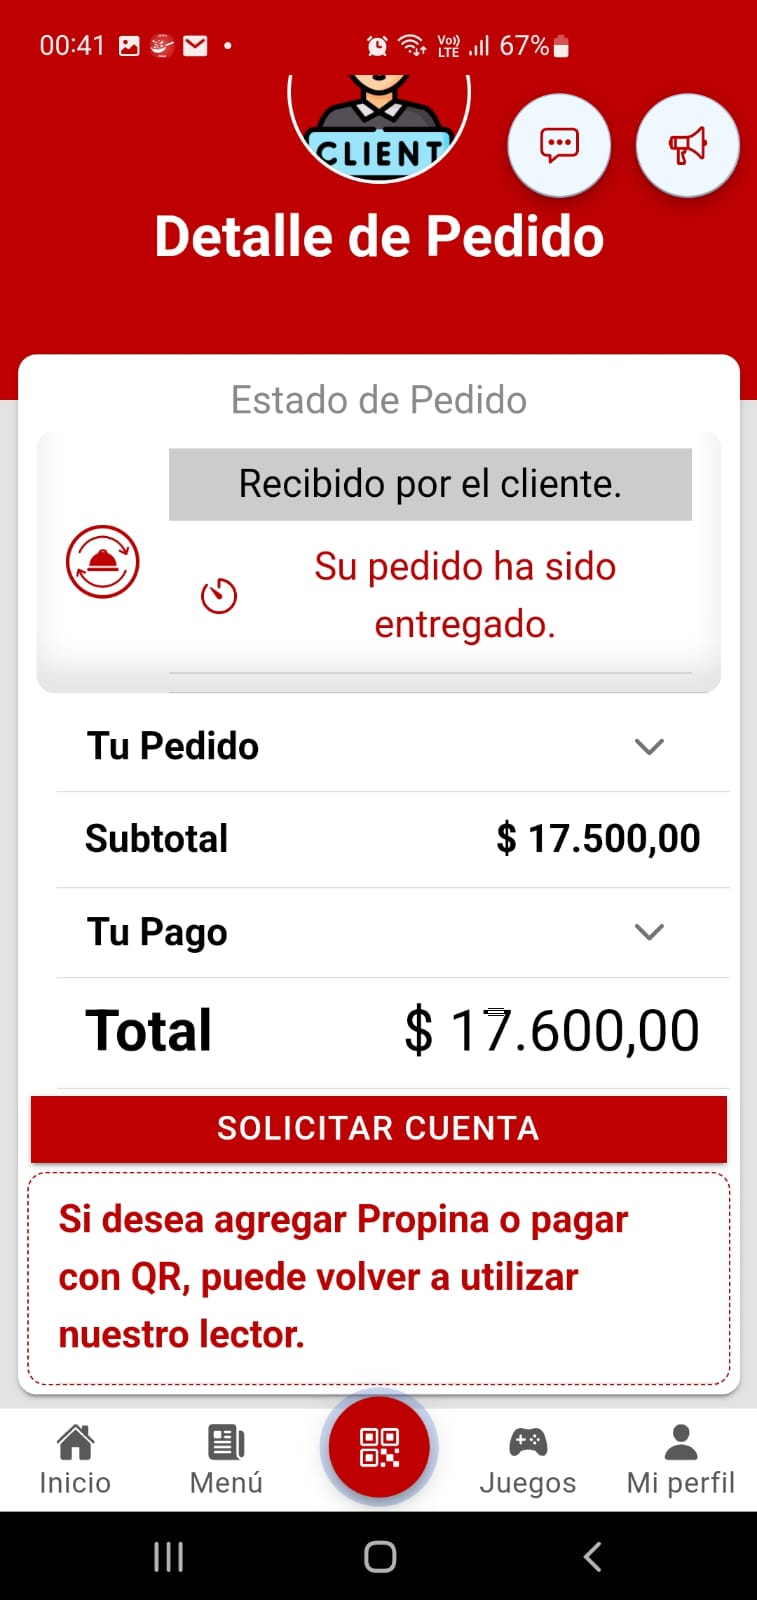 00:41
Vo))
LTE
67%
CLIENT
Detalle de Pedido
Estado de Pedido
Recibido por el cliente.
Su pedido ha sido
entregado.
Tu Pedido
Subtotal $ 17.500,00
Tu Pago
Total $ 17.600,00
SOLICITAR CUENTA
Si desea agregar Propina o pagar
con QR, puede volver a utilizar
nuestro lector.
Inicio Menú Juegos Mi perfil